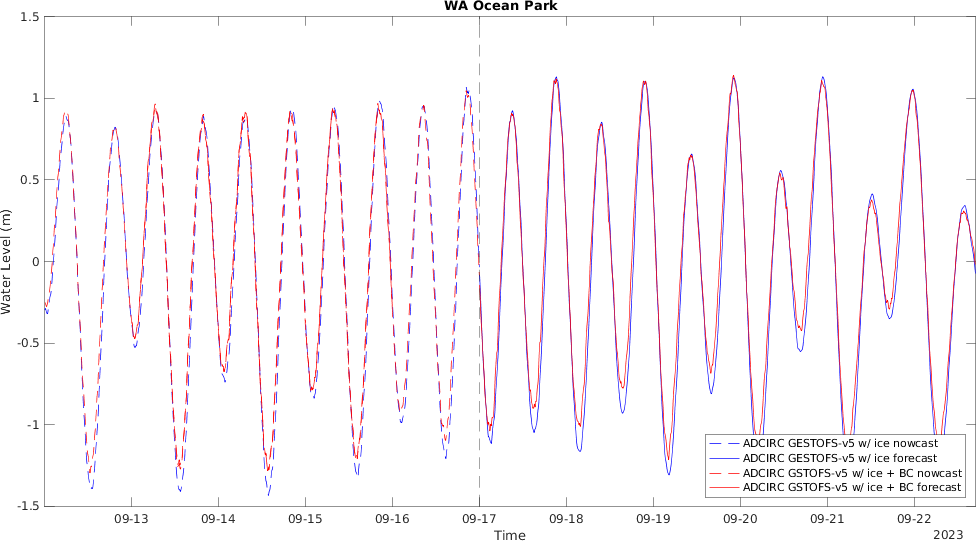 WA Ocean Park
1.5
1
0.5
0
-0.5
-1
-1.5
Water Level (m)
09-13 09-14 09-15 09-16 09-17 09-18 09-19 09-20 09-21 09-22
Time
2023
ADCIRC GESTOFS-v5 w/ ice nowcast
ADCIRC GESTOFS-v5 w/ ice forecast
ADCIRC GSTOFS-v5 w/ ice + BC nowcast
ADCIRC GSTOFS-v5 w/ ice + BC forecast